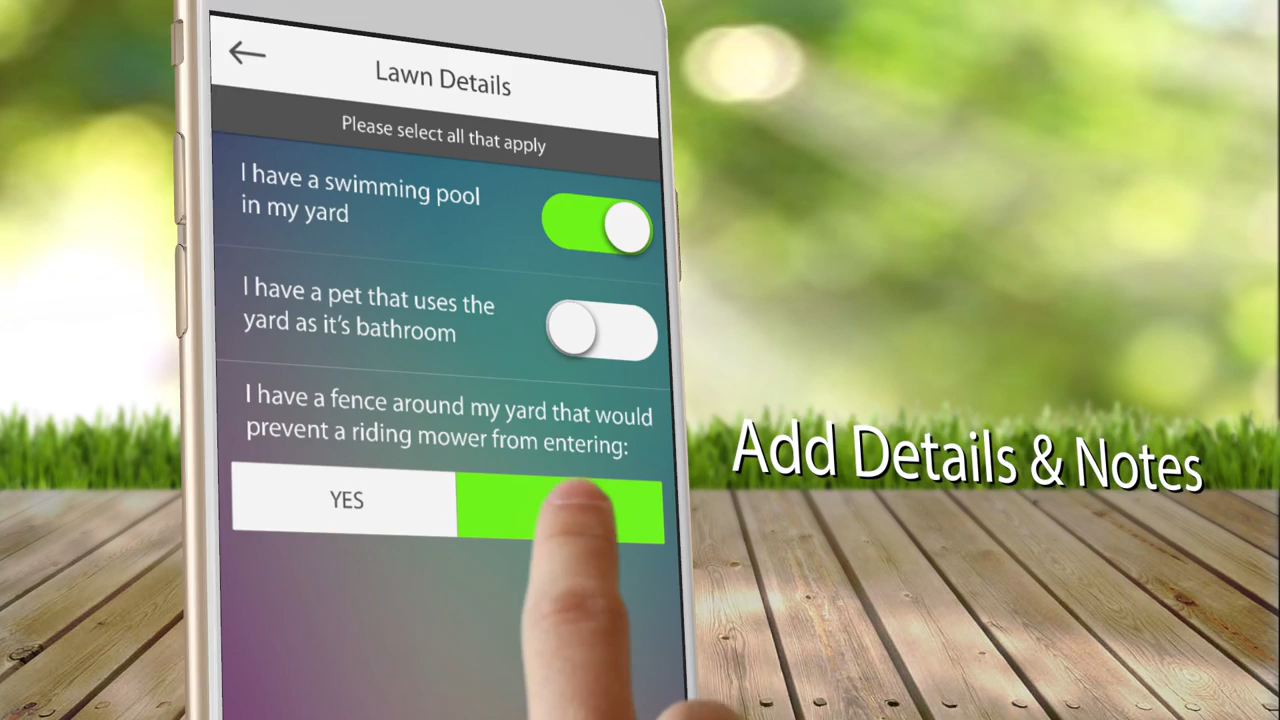 Lawn Details
Please select all that apply
I have a swimming pool
in my yard
I have a pet that uses the
yard as it's bathroom
I have a fence around my yard that would
prevent a riding mower from entering:
YES
Add Details & Notes